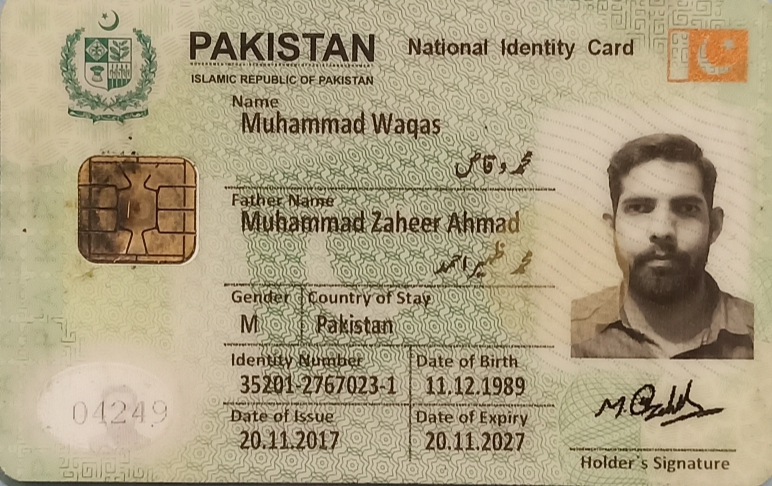 PAKISTAN National Identity Card
ISLAMIC REPUBLIC OF PAKISTAN
Name
Muhammad Waqas
محمد وقاص
Father Name
Muhammad Zaheer Ahmad
محمد ظہیر احمد
Gender Country of Stay
M Pakistan
Identity Number Date of Birth
35201-2767023-1 11.12.1989
04249
Date of Issue Date of Expiry
20.11.2017 20.11.2027
Holder's Signature